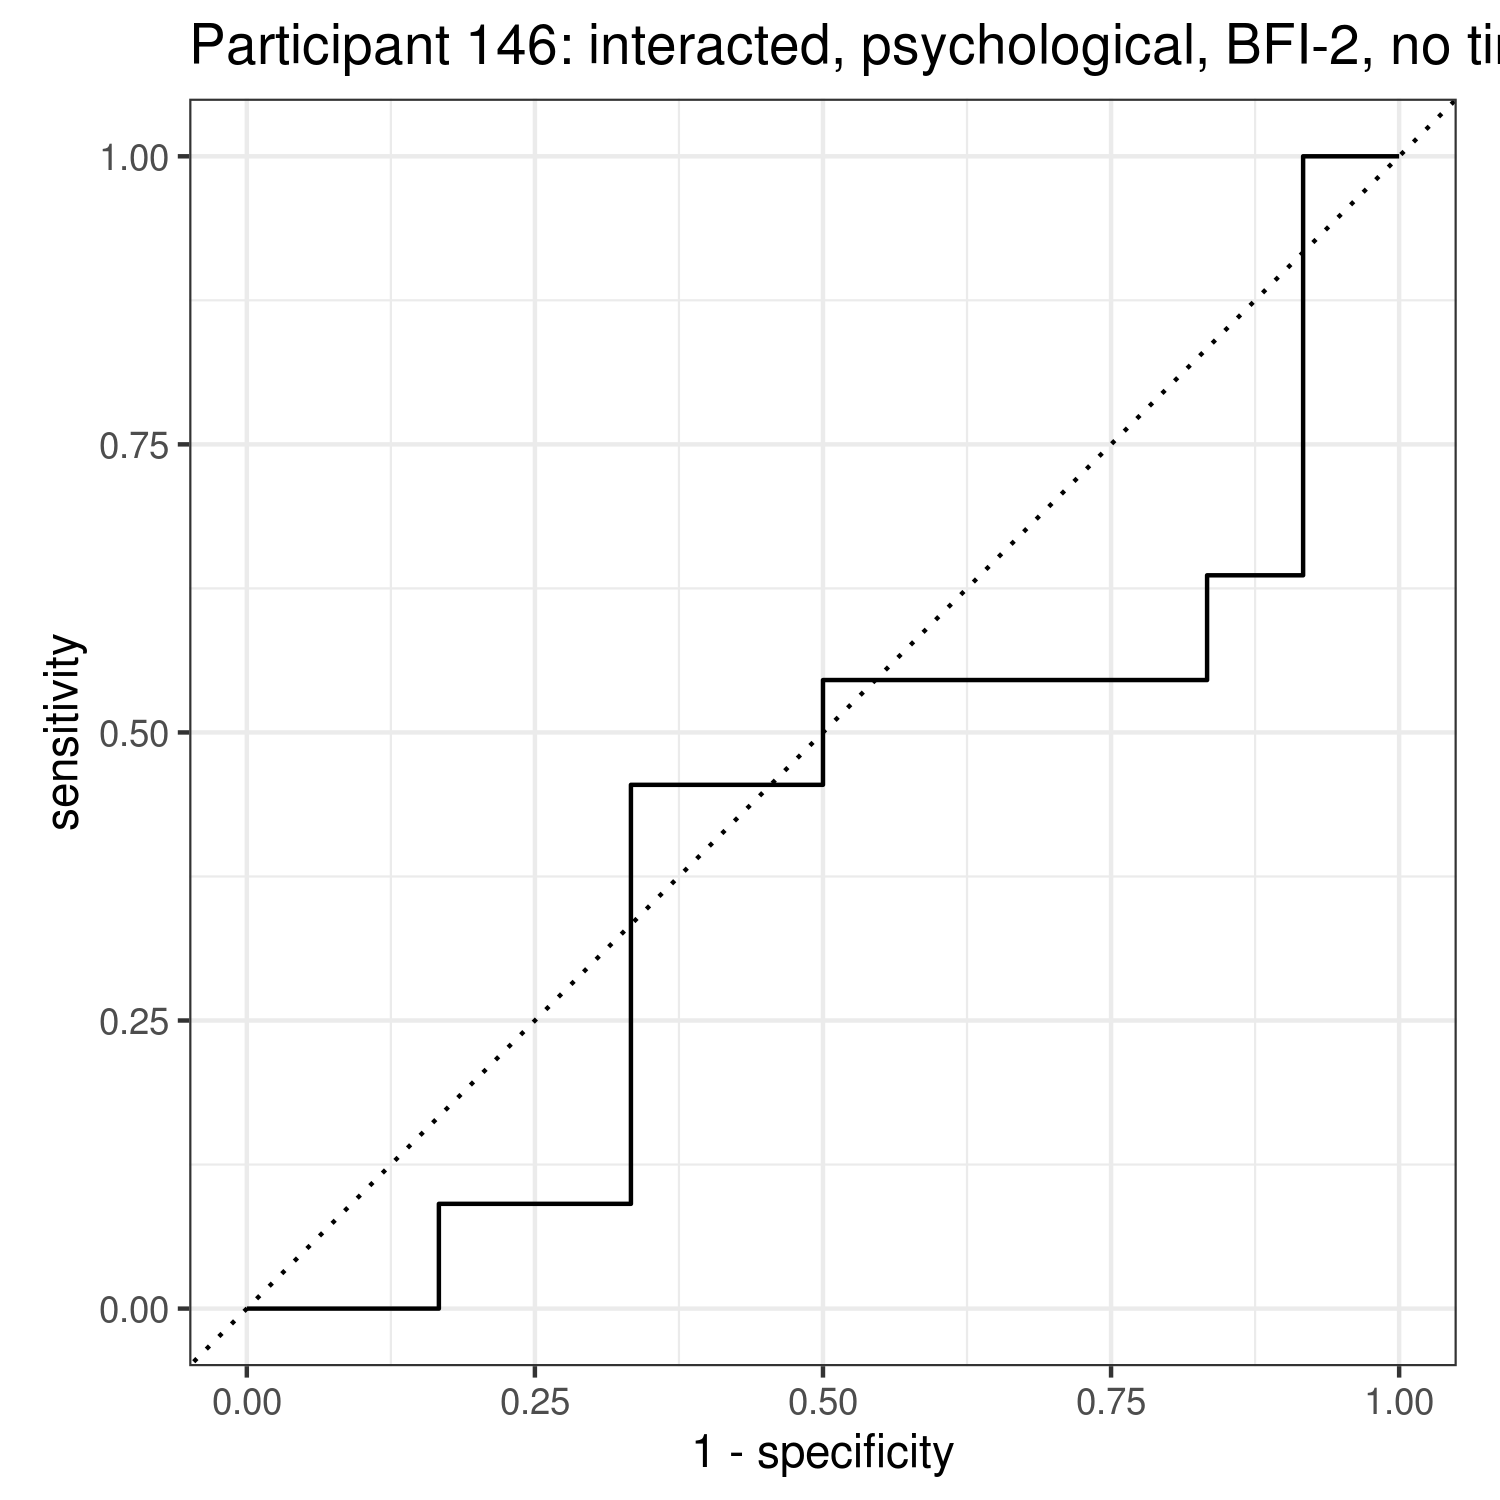 Participant 146: interacted, psychological, BFI-2, no
1.00
0.75
0.50
0.25
0.00
sensitivity
0.00 0.25 0.50 0.75 1.00
1 - specificity